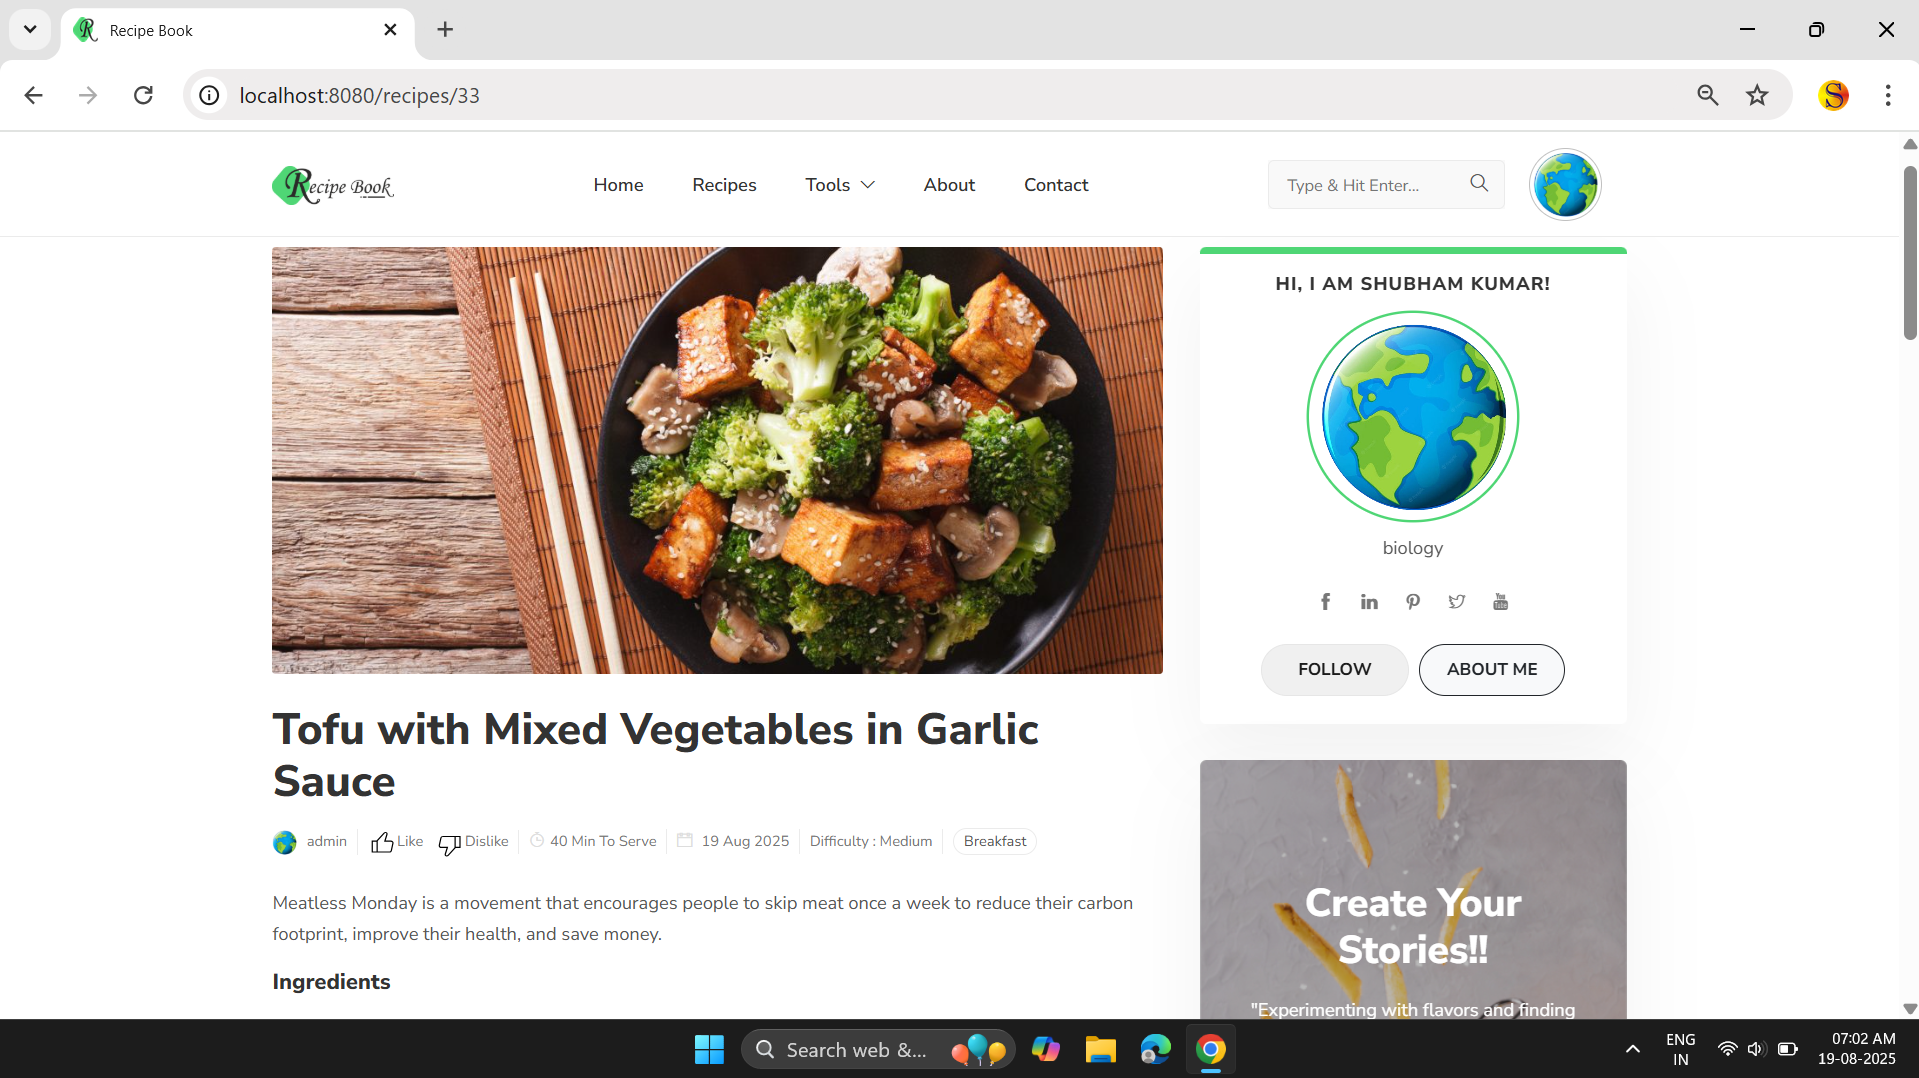 Recipe Book
localhost:8080/recipes/33
Recipe Book
Home Recipes Tools About Contact
Type & Hit Enter...
HI, I AM SHUBHAM KUMAR!
biology
FOLLOW ABOUT ME
Tofu with Mixed Vegetables in Garlic
Sauce
admin Like Dislike 40 Min To Serve 19 Aug 2025 Difficulty : Medium Breakfast
Meatless Monday is a movement that encourages people to skip meat once a week to reduce their carbon
footprint, improve their health, and save money.
Ingredients
Create Your
Stories!!
"Experimenting with flavors and finding
Search web &...
ENG
IN
07:02 AM
19-08-2025